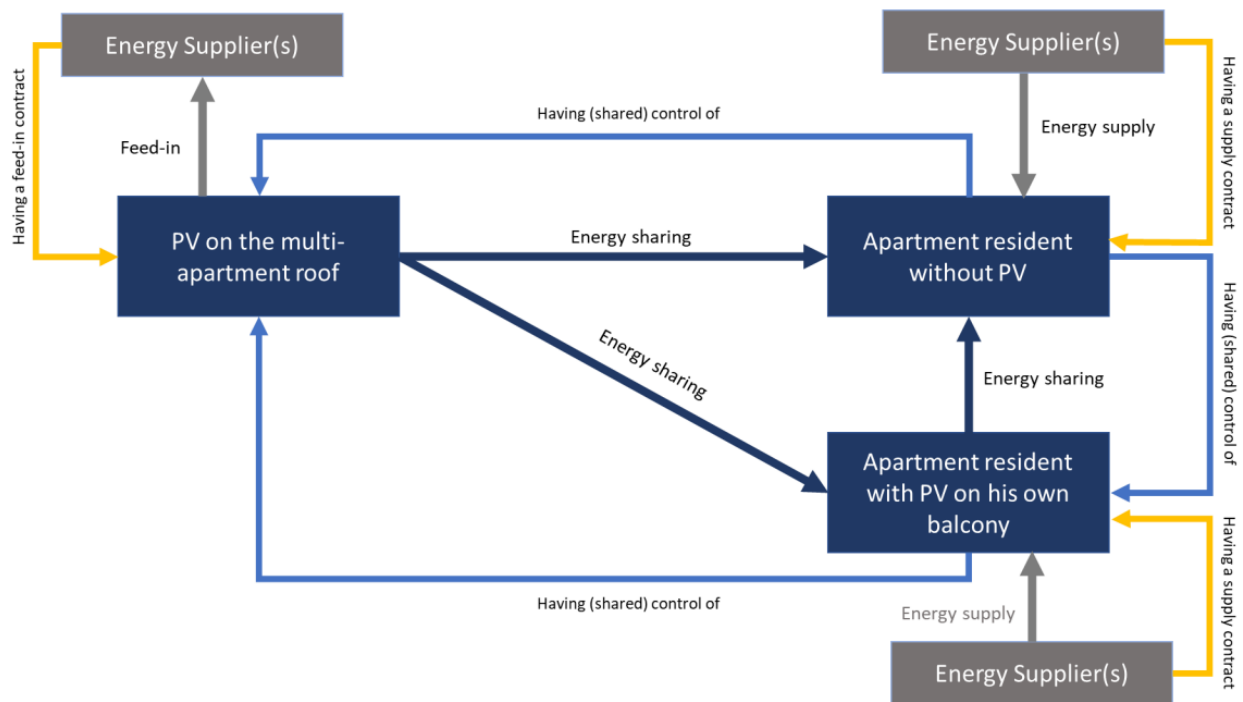 Energy Supplier(s)
Energy Supplier(s)
Having a feed-in contract
Feed-in
Having (shared) control of
Energy supply
Having a supply contract
PV on the multi-
apartment roof
Energy sharing
Apartment resident
without PV
Energy sharing
Energy sharing
Having (shared) control of
Apartment resident
with PV on his own
balcony
Having (shared) control of
Energy supply
Having a supply contract
Energy Supplier(s)